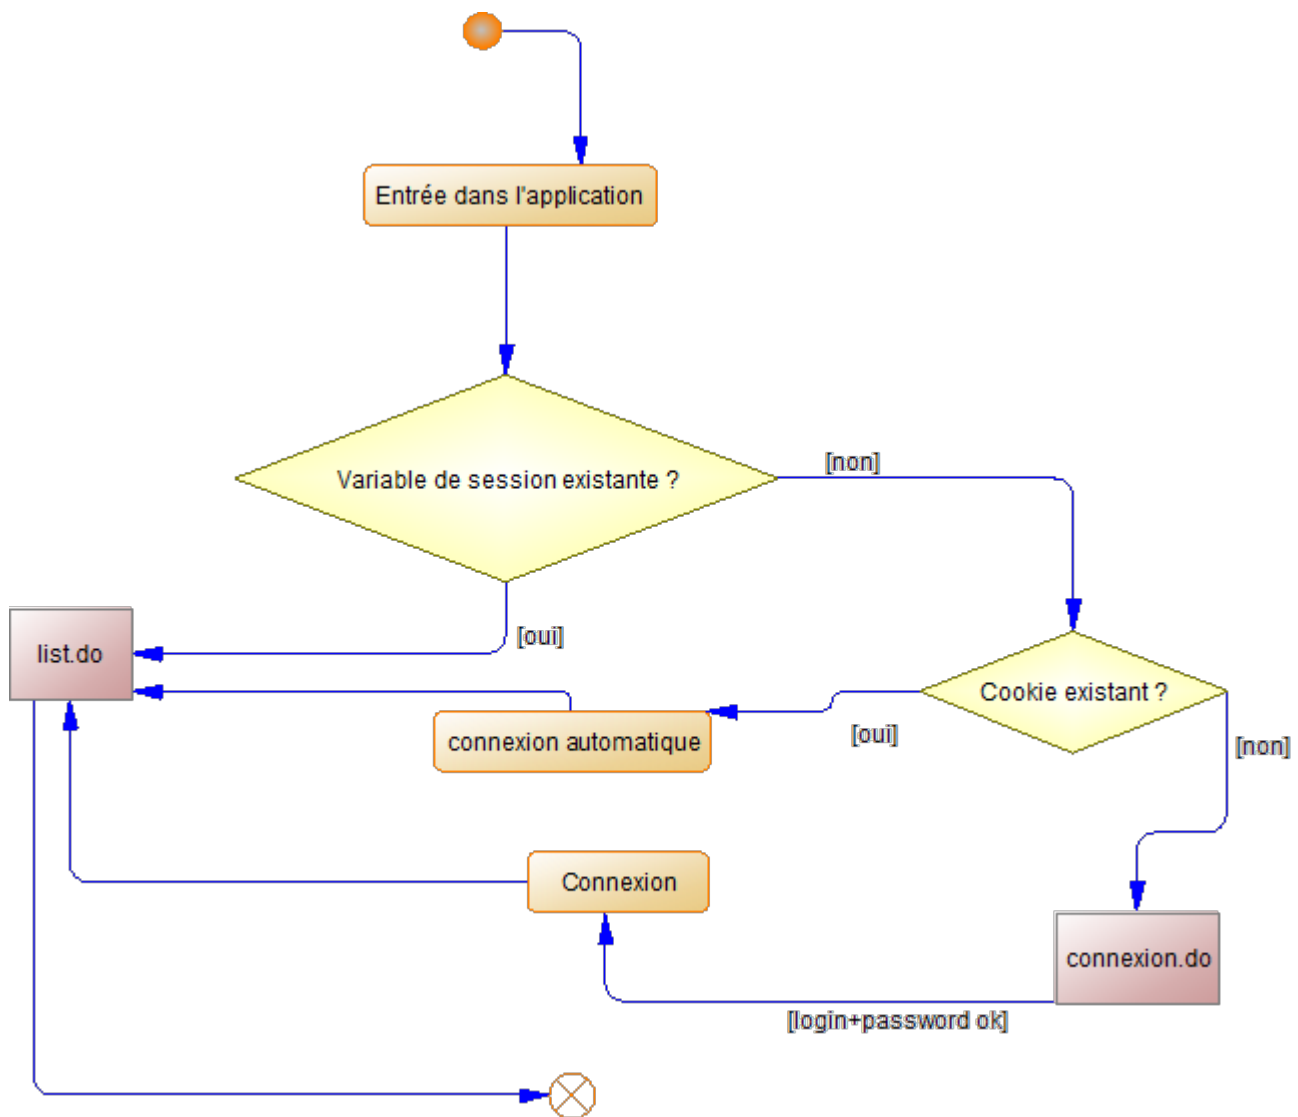 Entrée dans l'application
Variable de session existante ?
[non]
[oui]
list.do
Cookie existant ?
[oui]
connexion automatique
[non]
Connexion
connexion.do
[login+password ok]